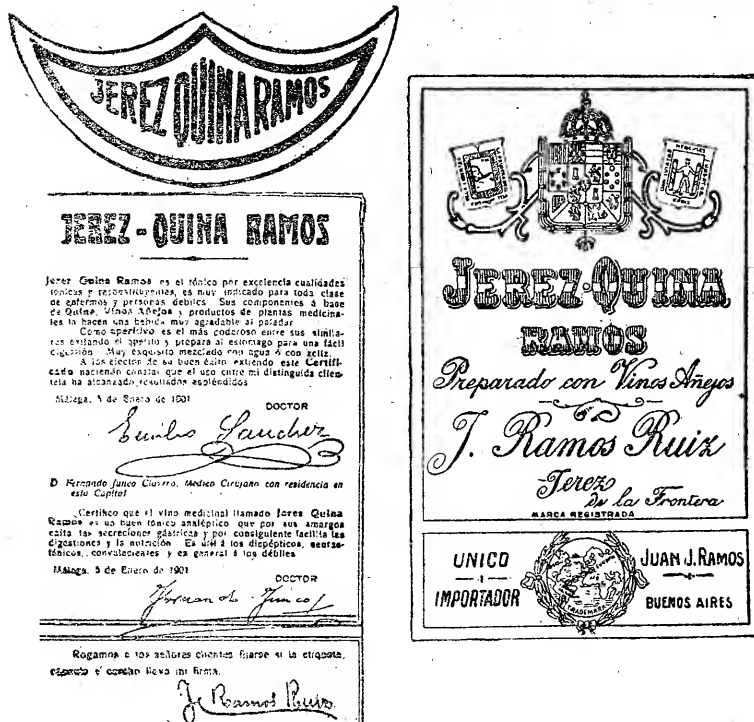 JEREZ QUINA RAMOS
JEREZ - QUINA RAMOS
Jerez Quina Ramos es el tónico por excelencia cualidades
tónicas y reconstituyentes, es muy indicado para toda clase
de enfermos y personas debiles. Sus componentes á base
de Quina, Vinos Añejos y productos de plantas medicina-
les la hacen una bebida muy agradable al paladar
Como aperitivo es el más poderoso entre sus simila-
res exitando el apetito y prepara al estomago para una fácil
digestión. Muy exquisito mezclado con agua ó con
A los efectos de su buen éxito extiendo este Certifi-
cado haciendo constar que el uso entre mi distinguida clien-
tela ha alcanzado resultados espléndidos
Málaga, 5 de Enero de 1901
DOCTOR
Emilio Sanchez
D. Fernando Junco Médico Cirujano con residencia en
esta Capital
Certifico que el vino medicinal llamado Jerez Quina
Ramos es un buen tónico analéptico que por sus amargos
exita las secreciones gástricas y por consiguiente facilita las
digestiones y la nutrición. Es útil á los dispépticos, neuras-
ténicos, convalecientes y en general á los débiles
Málaga, 5 de Enero de 1901
DOCTOR
Fernando Junco
Rogamos a los señores clientes fijarse si la etiqueta,
cápsula y corcho lleva mi firma.
J. Ramos Ruiz
JEREZ-QUINA
RAMOS
Preparado con Vinos Añejos
J. Ramos Ruiz
Jerez
de la Frontera
MARCA REGISTRADA
UNICO
IMPORTADOR
TRADEMARK
JUAN J. RAMOS
BUENOS AIRES